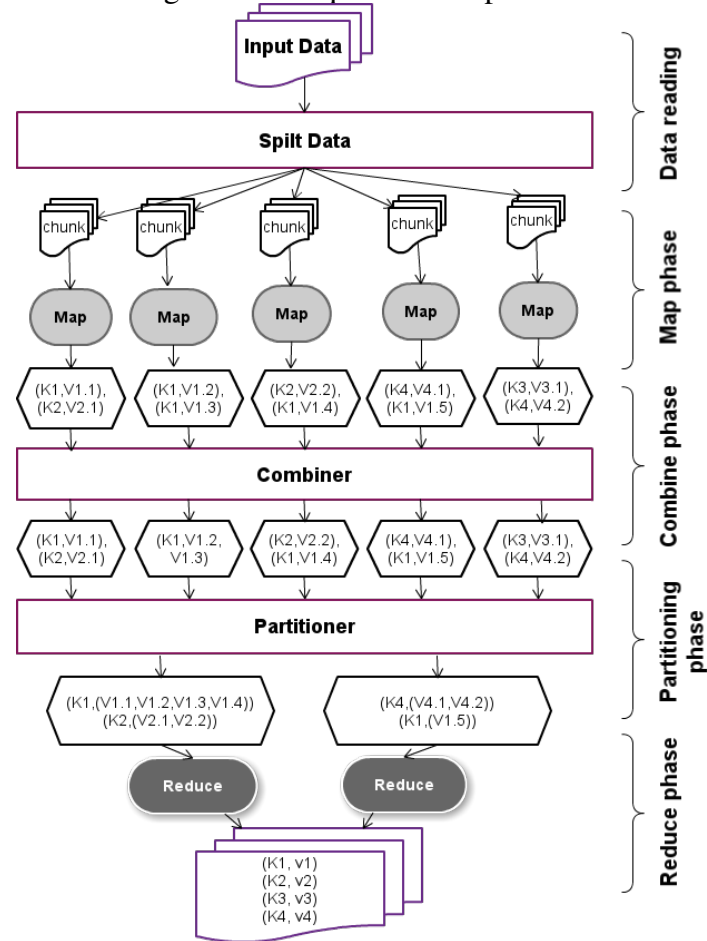 Input Data
Data reading
Spilt Data
chunk
chunk
chunk
chunk
chunk
Map phase
Map
Map
Map
Map
Map
(K1,V1.1),
(K2,V2.1)
(K1,V1.2),
(K1,V1.3)
(K2,V2.2),
(K1,V1.4)
(K4,V4.1),
(K1,V1.5)
(K3,V3.1),
(K4,V4.2)
Combine phase
Combiner
(K1,V1.1),
(K2,V2.1)
(K1,V1.2,
V1.3)
(K2,V2.2),
(K1,V1.4)
(K4,V4.1),
(K1,V1.5)
(K3,V3.1),
(K4,V4.2)
Partitioner
Partitioning
phase
(K1,(V1.1,V1.2,V1.3,V1.4))
(K2,(V2.1,V2.2))
(K4,(V4.1,V4.2))
(K1,(V1.5))
Reduce
Reduce
Reduce phase
(K1, v1)
(K2, v2)
(K3, v3)
(K4, v4)